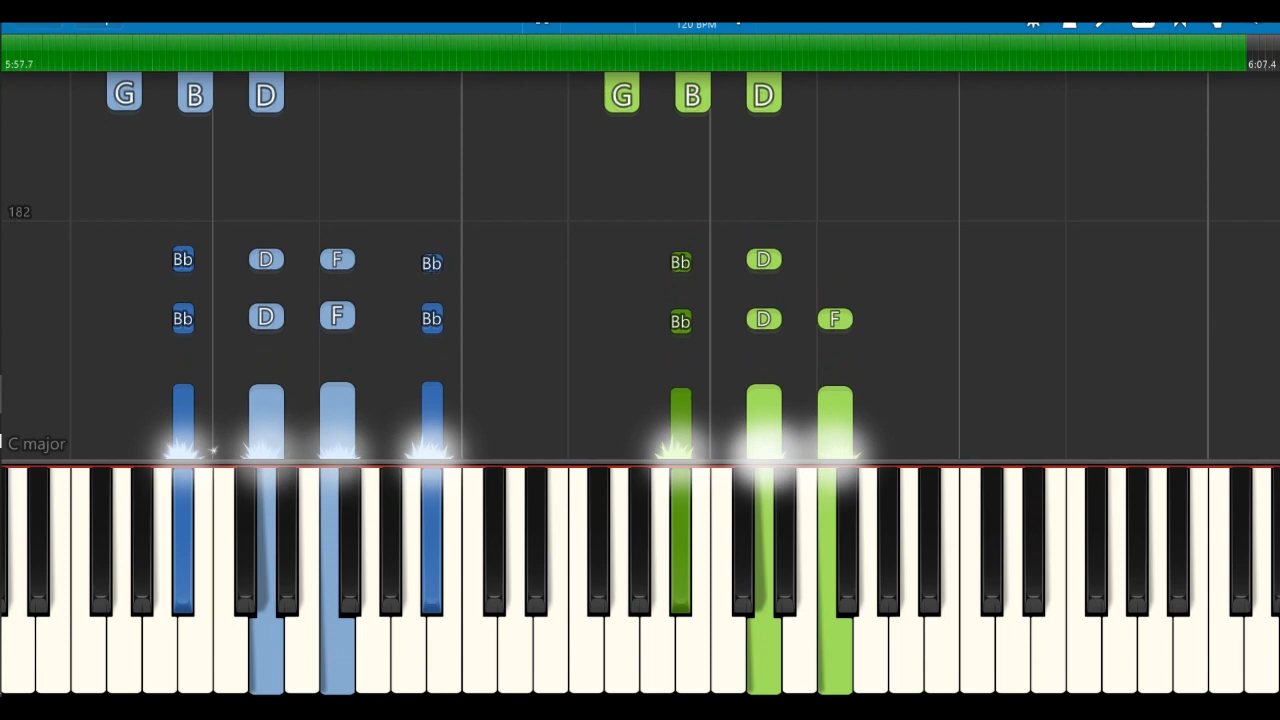 120 BPM
5:57.7 6:07.4
G B D G B D
182
Bb D F Bb Bb D
Bb D F Bb Bb D F
C major